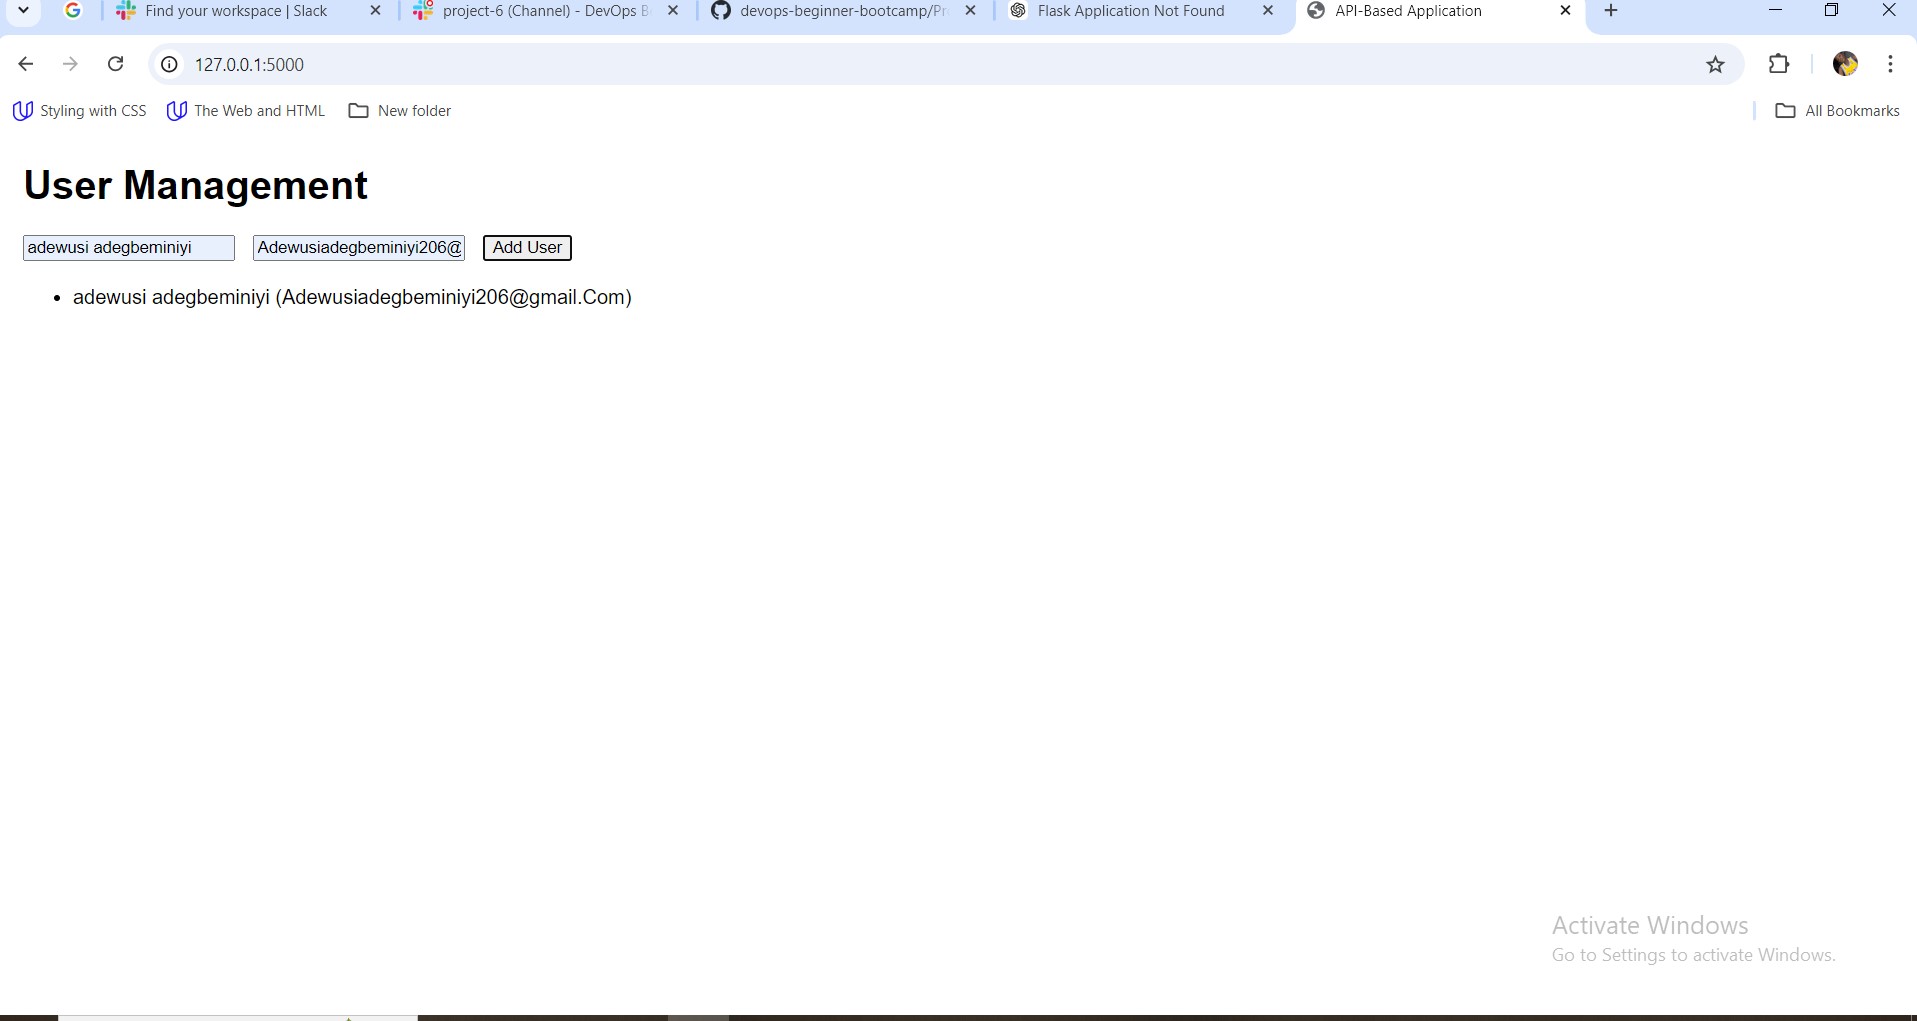 Find your workspace | Slack
project-6 (Channel) - DevOps B
devops-beginner-bootcamp/Pr
Flask Application Not Found
API-Based Application
127.0.0.1:5000
Styling with CSS
The Web and HTML
New folder
All Bookmarks
User Management
adewusi adegbeminiyi
Adewusiadegbeminiyi206@
Add User
adewusi adegbeminiyi (Adewusiadegbeminiyi206@gmail.Com)
Activate Windows
Go to Settings to activate Windows.